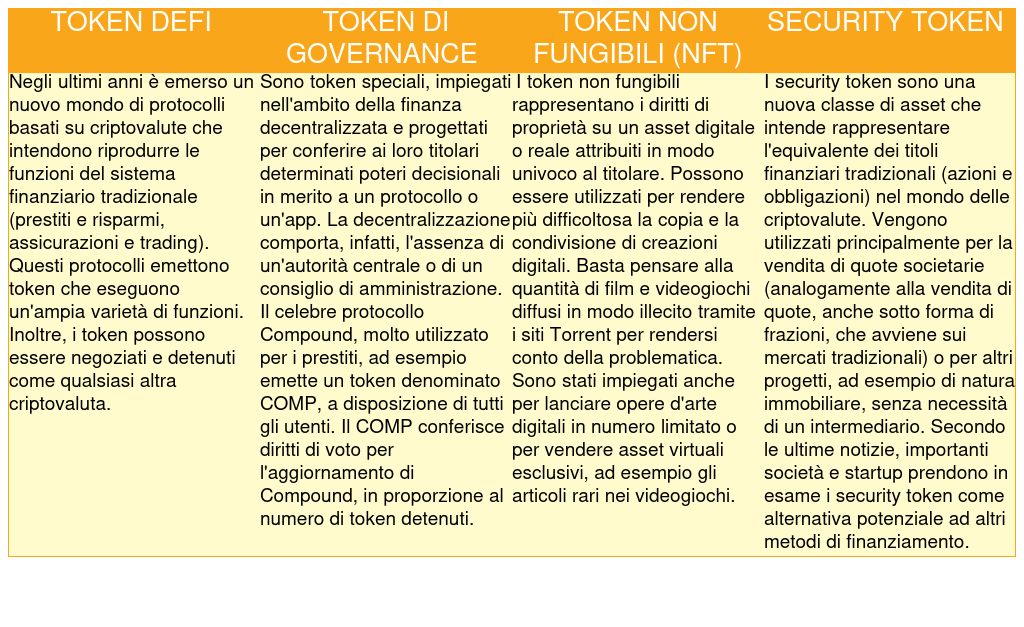 TOKEN DEFI
Negli ultimi anni è emerso un
nuovo mondo di protocolli
basati su criptovalute che
intendono riprodurre le
funzioni del sistema
finanziario tradizionale
(prestiti e risparmi,
assicurazioni e trading).
Questi protocolli emettono
token che eseguono
un'ampia varietà di funzioni.
Inoltre, i token possono
essere negoziati e detenuti
come qualsiasi altra
criptovaluta.
TOKEN DI
GOVERNANCE
Sono token speciali, impiegati
nell'ambito della finanza
decentralizzata e progettati
per conferire ai loro titolari
determinati poteri decisionali
in merito a un protocollo o
un'app. La decentralizzazione
comporta, infatti, l'assenza di
un'autorità centrale o di un
consiglio di amministrazione.
Il celebre protocollo
Compound, molto utilizzato
per i prestiti, ad esempio
emette un token denominato
COMP, a disposizione di tutti
gli utenti. Il COMP conferisce
diritti di voto per
l'aggiornamento di
Compound, in proporzione al
numero di token detenuti.
TOKEN NON
FUNGIBILI (NFT)
I token non fungibili
rappresentano i diritti di
proprietà su un asset digitale
o reale attribuiti in modo
univoco al titolare. Possono
essere utilizzati per rendere
più difficoltosa la copia e la
condivisione di creazioni
digitali. Basta pensare alla
quantità di film e videogiochi
diffusi in modo illecito tramite
i siti Torrent per rendersi
conto della problematica.
Sono stati impiegati anche
per lanciare opere d'arte
digitali in numero limitato o
per vendere asset virtuali
esclusivi, ad esempio gli
articoli rari nei videogiochi.
SECURITY TOKEN
I security token sono una
nuova classe di asset che
intende rappresentare
l'equivalente dei titoli
finanziari tradizionali (azioni e
obbligazioni) nel mondo delle
criptovalute. Vengono
utilizzati principalmente per la
vendita di quote societarie
(analogamente alla vendita di
quote, anche sotto forma di
frazioni, che avviene sui
mercati tradizionali) o per altri
progetti, ad esempio di natura
immobiliare, senza necessità
di un intermediario. Secondo
le ultime notizie, importanti
società e startup prendono in
esame i security token come
alternativa potenziale ad altri
metodi di finanziamento.